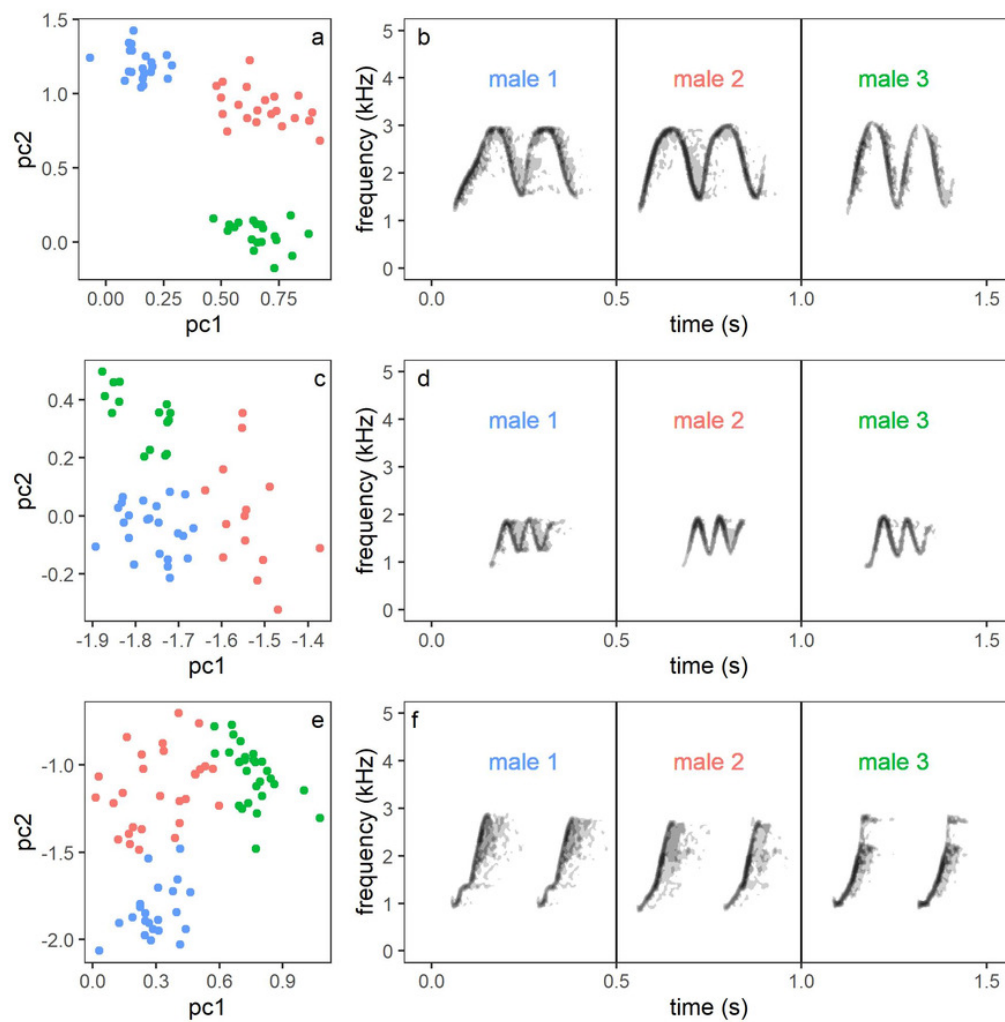 a
1.5
1.0
0.5
0.0
pc2
0.00 0.25 0.50 0.75
pc1
b
male 1 male 2 male 3
5
4
3
2
1
0
frequency (kHz)
0.0 0.5 1.0 1.5
time (s)
c
0.4
0.2
0.0
-0.2
pc2
-1.9 -1.8 -1.7 -1.6 -1.5 -1.4
pc1
d
male 1 male 2 male 3
5
4
3
2
1
0
frequency (kHz)
0.0 0.5 1.0 1.5
time (s)
e
-1.0
-1.5
-2.0
pc2
0.0 0.3 0.6 0.9
pc1
f
male 1 male 2 male 3
5
4
3
2
1
0
frequency (kHz)
0.0 0.5 1.0 1.5
time (s)